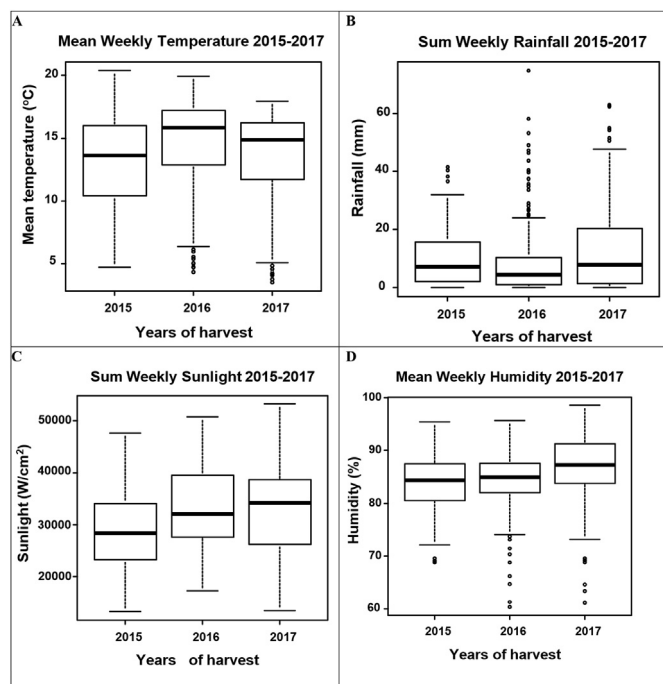 A
Mean Weekly Temperature 2015-2017
Mean temperature (°C)
20
15
10
5
2015 2016 2017
Years of harvest
B
Sum Weekly Rainfall 2015-2017
Rainfall (mm)
60
40
20
0
2015 2016 2017
Years of harvest
C
Sum Weekly Sunlight 2015-2017
Sunlight (W/cm²)
50000
40000
30000
20000
2015 2016 2017
Years of harvest
D
Mean Weekly Humidity 2015-2017
Humidity (%)
100
90
80
70
60
2015 2016 2017
Years of harvest